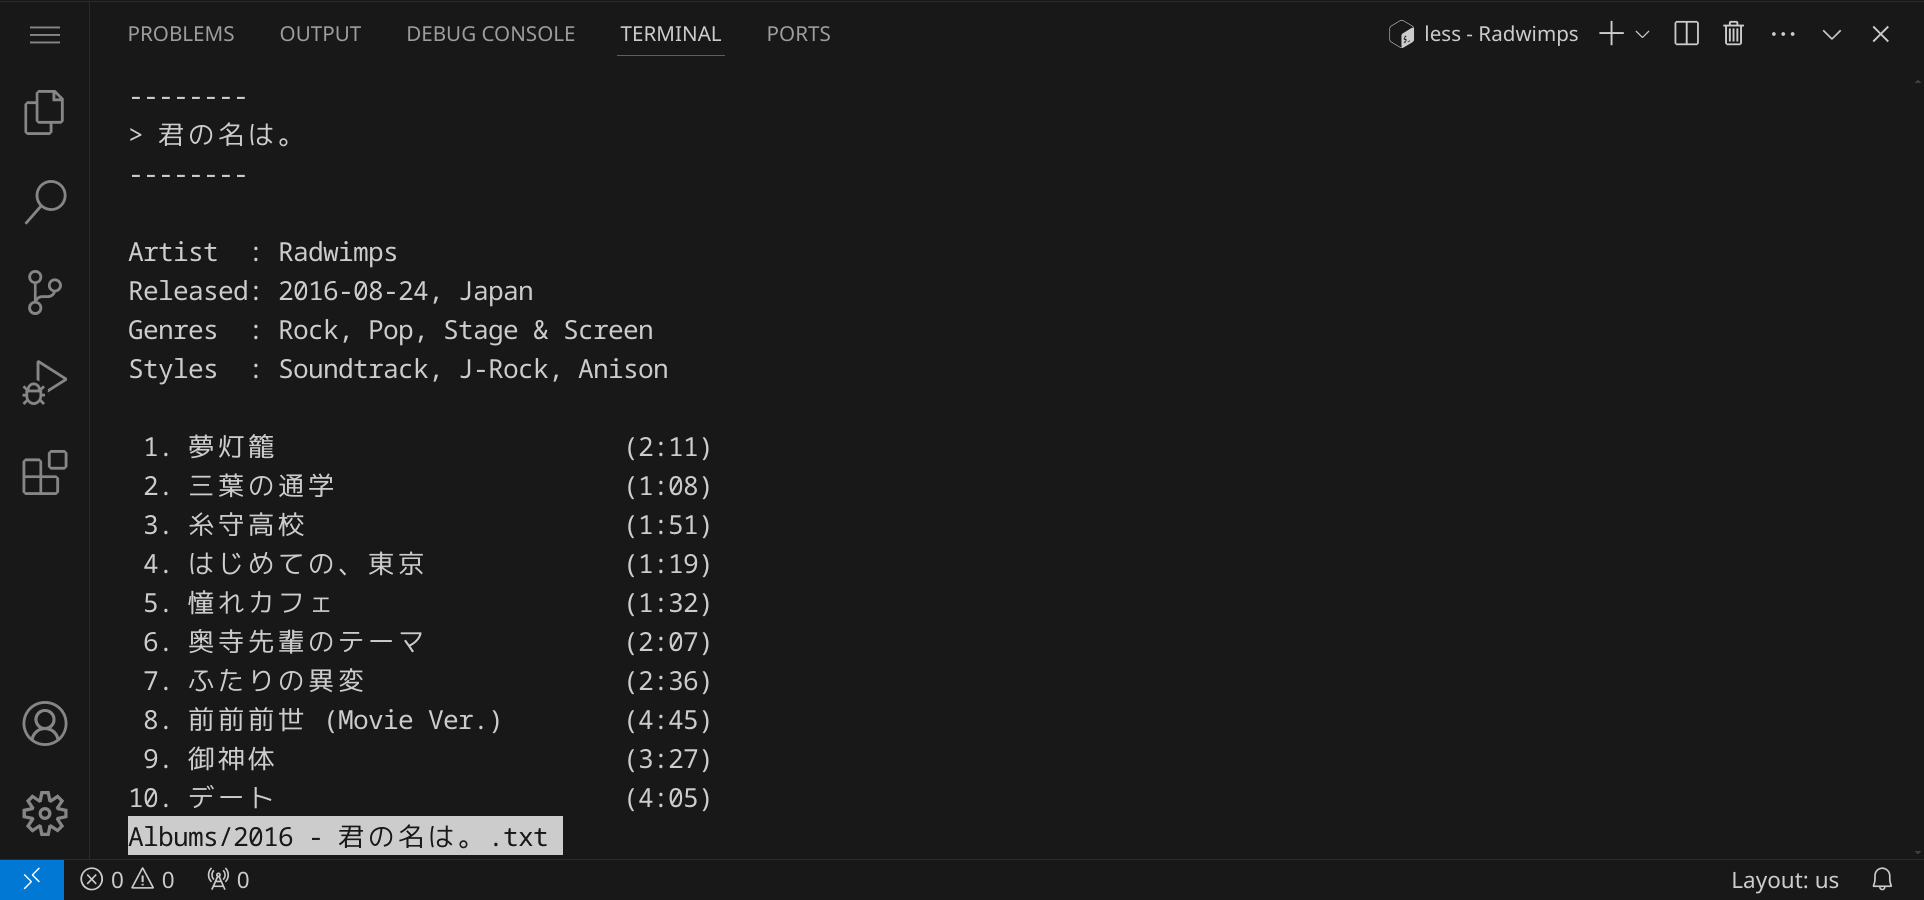 PROBLEMS OUTPUT DEBUG CONSOLE TERMINAL PORTS less - Radwimps
--------
> 君の名は。
--------
Artist  : Radwimps
Released: 2016-08-24, Japan
Genres  : Rock, Pop, Stage & Screen
Styles  : Soundtrack, J-Rock, Anison
1. 夢灯籠 (2:11)
2. 三葉の通学 (1:08)
3. 糸守高校 (1:51)
4. はじめての、東京 (1:19)
5. 憧れカフェ (1:32)
6. 奥寺先輩のテーマ (2:07)
7. ふたりの異変 (2:36)
8. 前前前世 (Movie Ver.) (4:45)
9. 御神体 (3:27)
10. デート (4:05)
Albums/2016 - 君の名は。.txt
0 0 0 Layout: us